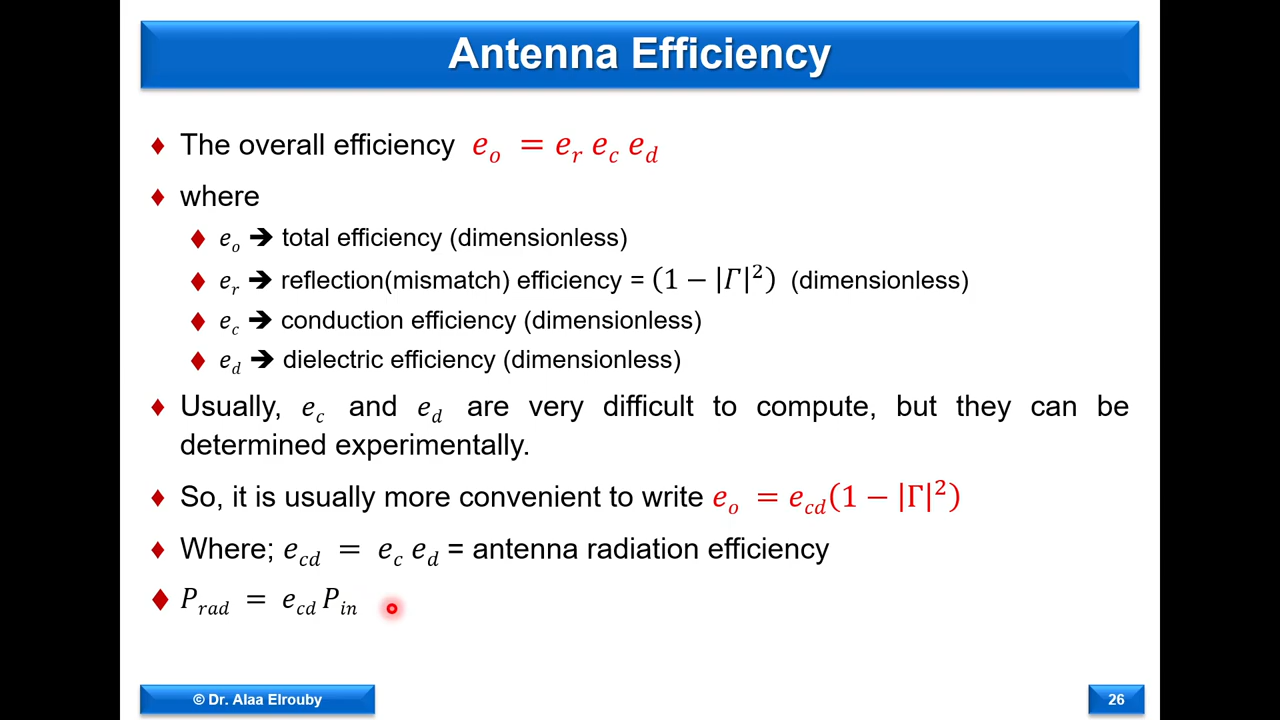 Antenna Efficiency
♦ The overall efficiency e_o = e_r e_c e_d
♦ where
♦ e_o ➔ total efficiency (dimensionless)
♦ e_r ➔ reflection(mismatch) efficiency = (1 − |Γ|²) (dimensionless)
♦ e_c ➔ conduction efficiency (dimensionless)
♦ e_d ➔ dielectric efficiency (dimensionless)
♦ Usually, e_c and e_d are very difficult to compute, but they can be
determined experimentally.
♦ So, it is usually more convenient to write e_o = e_cd(1 − |Γ|²)
♦ Where; e_cd = e_c e_d = antenna radiation efficiency
♦ P_rad = e_cd P_in
© Dr. Alaa Elrouby
26